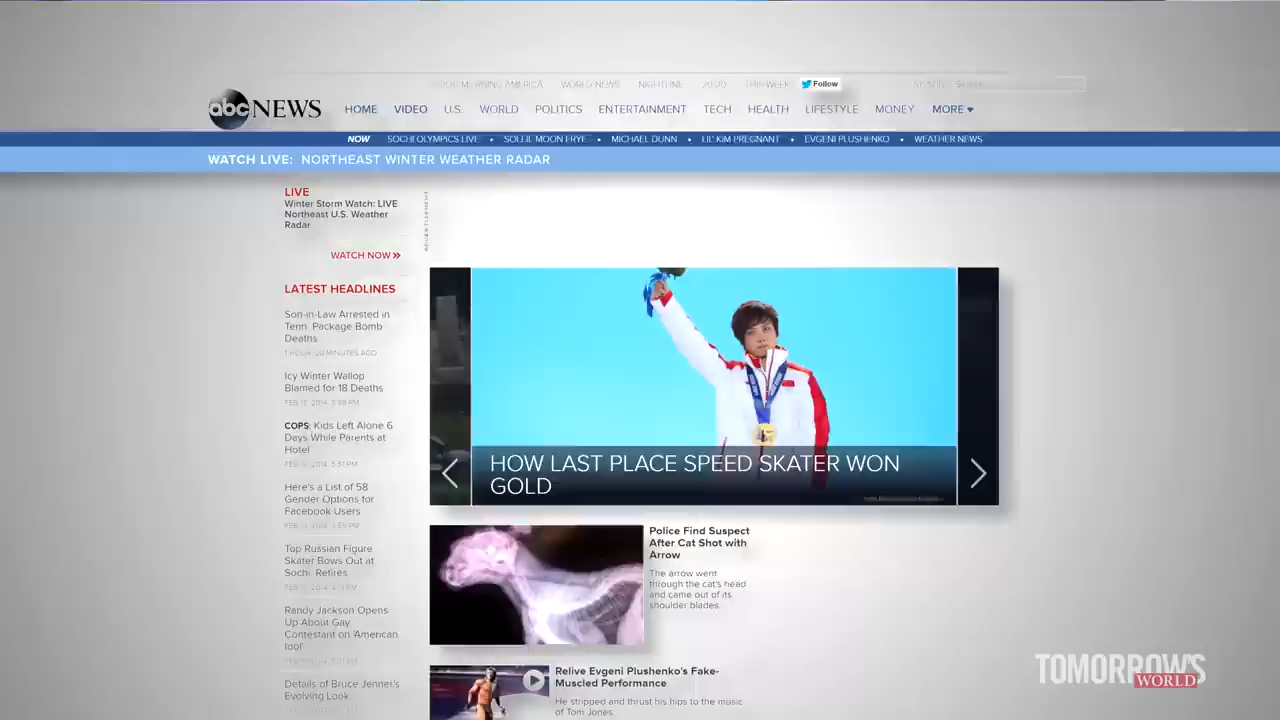 WORLD NEWS NIGHTLINE 20/20 THIS WEEK Follow
abc NEWS HOME VIDEO U.S. WORLD POLITICS ENTERTAINMENT TECH HEALTH LIFESTYLE MONEY MORE
NOW SOCHI OLYMPICS LIVE • SOLEIL MOON FRYE • MICHAEL DUNN • LIL' KIM PREGNANT • EVGENI PLUSHENKO • WEATHER NEWS
WATCH LIVE: NORTHEAST WINTER WEATHER RADAR
LIVE
Winter Storm Watch: LIVE
Northeast U.S. Weather
Radar
WATCH NOW »
ADVERTISEMENT
LATEST HEADLINES
Son-in-Law Arrested in
Tenn. Package Bomb
Deaths
1 HOUR, 20 MINUTES AGO
Icy Winter Wallop
Blamed for 18 Deaths
COPS: Kids Left Alone 6
Days While Parents at
Hotel
Here's a List of 58
Gender Options for
Facebook Users
Top Russian Figure
Skater Bows Out at
Sochi, Retires
Randy Jackson Opens
Up About Gay
Contestant on 'American
Idol'
Details of Bruce Jenner's
Evolving Look
HOW LAST PLACE SPEED SKATER WON
GOLD
Police Find Suspect
After Cat Shot with
Arrow
The arrow went
through the cat's head
and came out of its
shoulder blades.
Relive Evgeni Plushenko's Fake-
Muscled Performance
He stripped and thrust his hips to the music
of Tom Jones.
TOMORROWS
WORLD